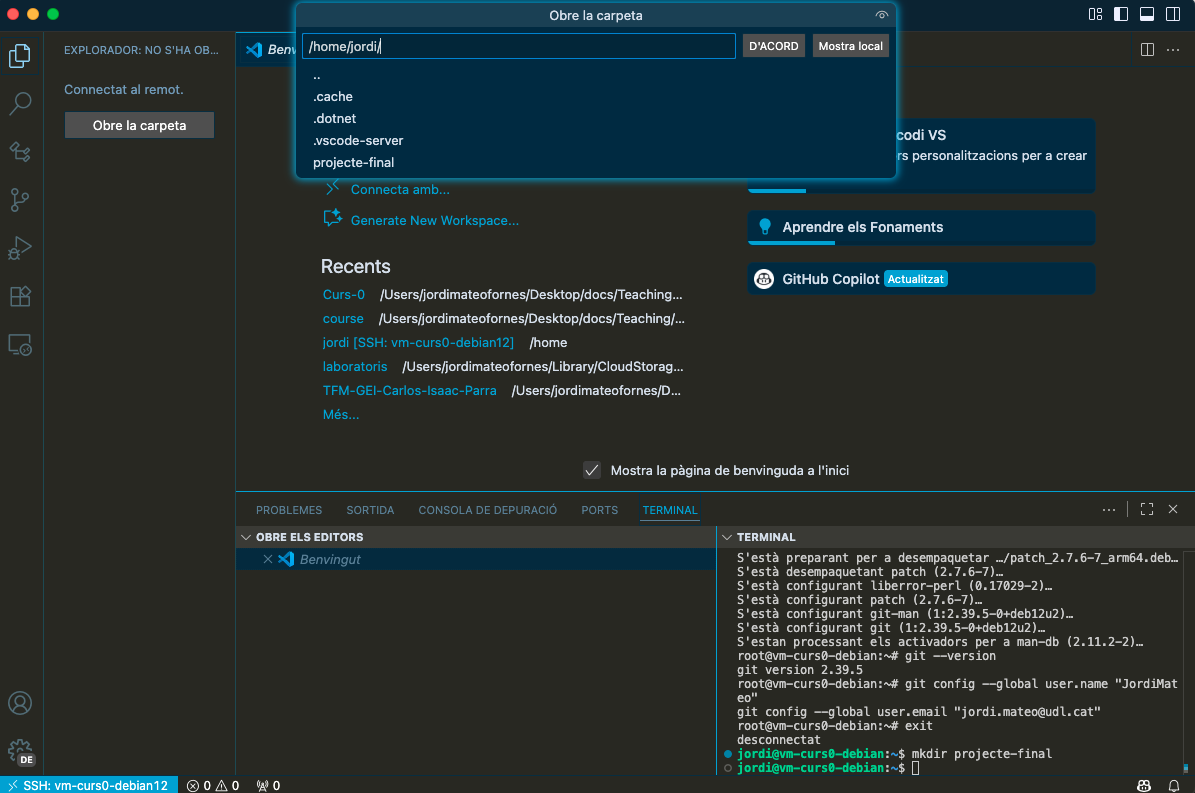 Obre la carpeta
/home/jordi/
D'ACORD
Mostra local
..
.cache
.dotnet
.vscode-server
projecte-final
EXPLORADOR: NO S'HA OB...
Connectat al remot.
Obre la carpeta
Connecta amb...
Generate New Workspace...
Recents
Curs-0 /Users/jordimateofornes/Desktop/docs/Teaching...
course /Users/jordimateofornes/Desktop/docs/Teaching/...
jordi [SSH: vm-curs0-debian12] /home
laboratoris /Users/jordimateofornes/Library/CloudStorag...
TFM-GEI-Carlos-Isaac-Parra /Users/jordimateofornes/D...
Més...
codi VS
rs personalitzacions per a crear
Aprendre els Fonaments
GitHub Copilot Actualitzat
Mostra la pàgina de benvinguda a l'inici
PROBLEMES SORTIDA CONSOLA DE DEPURACIÓ PORTS TERMINAL
OBRE ELS EDITORS
Benvingut
TERMINAL
S'està preparant per a desempaquetar …/patch_2.7.6-7_arm64.deb…
S'està desempaquetant patch (2.7.6-7)…
S'està configurant liberror-perl (0.17029-2)…
S'està configurant patch (2.7.6-7)…
S'està configurant git-man (1:2.39.5-0+deb12u2)…
S'està configurant git (1:2.39.5-0+deb12u2)…
S'estan processant els activadors per a man-db (2.11.2-2)…
root@vm-curs0-debian:~# git --version
git version 2.39.5
root@vm-curs0-debian:~# git config --global user.name "JordiMat
eo"
git config --global user.email "jordi.mateo@udl.cat"
root@vm-curs0-debian:~# exit
desconnectat
jordi@vm-curs0-debian:~$ mkdir projecte-final
jordi@vm-curs0-debian:~$
DE
SSH: vm-curs0-debian12 0 0 0